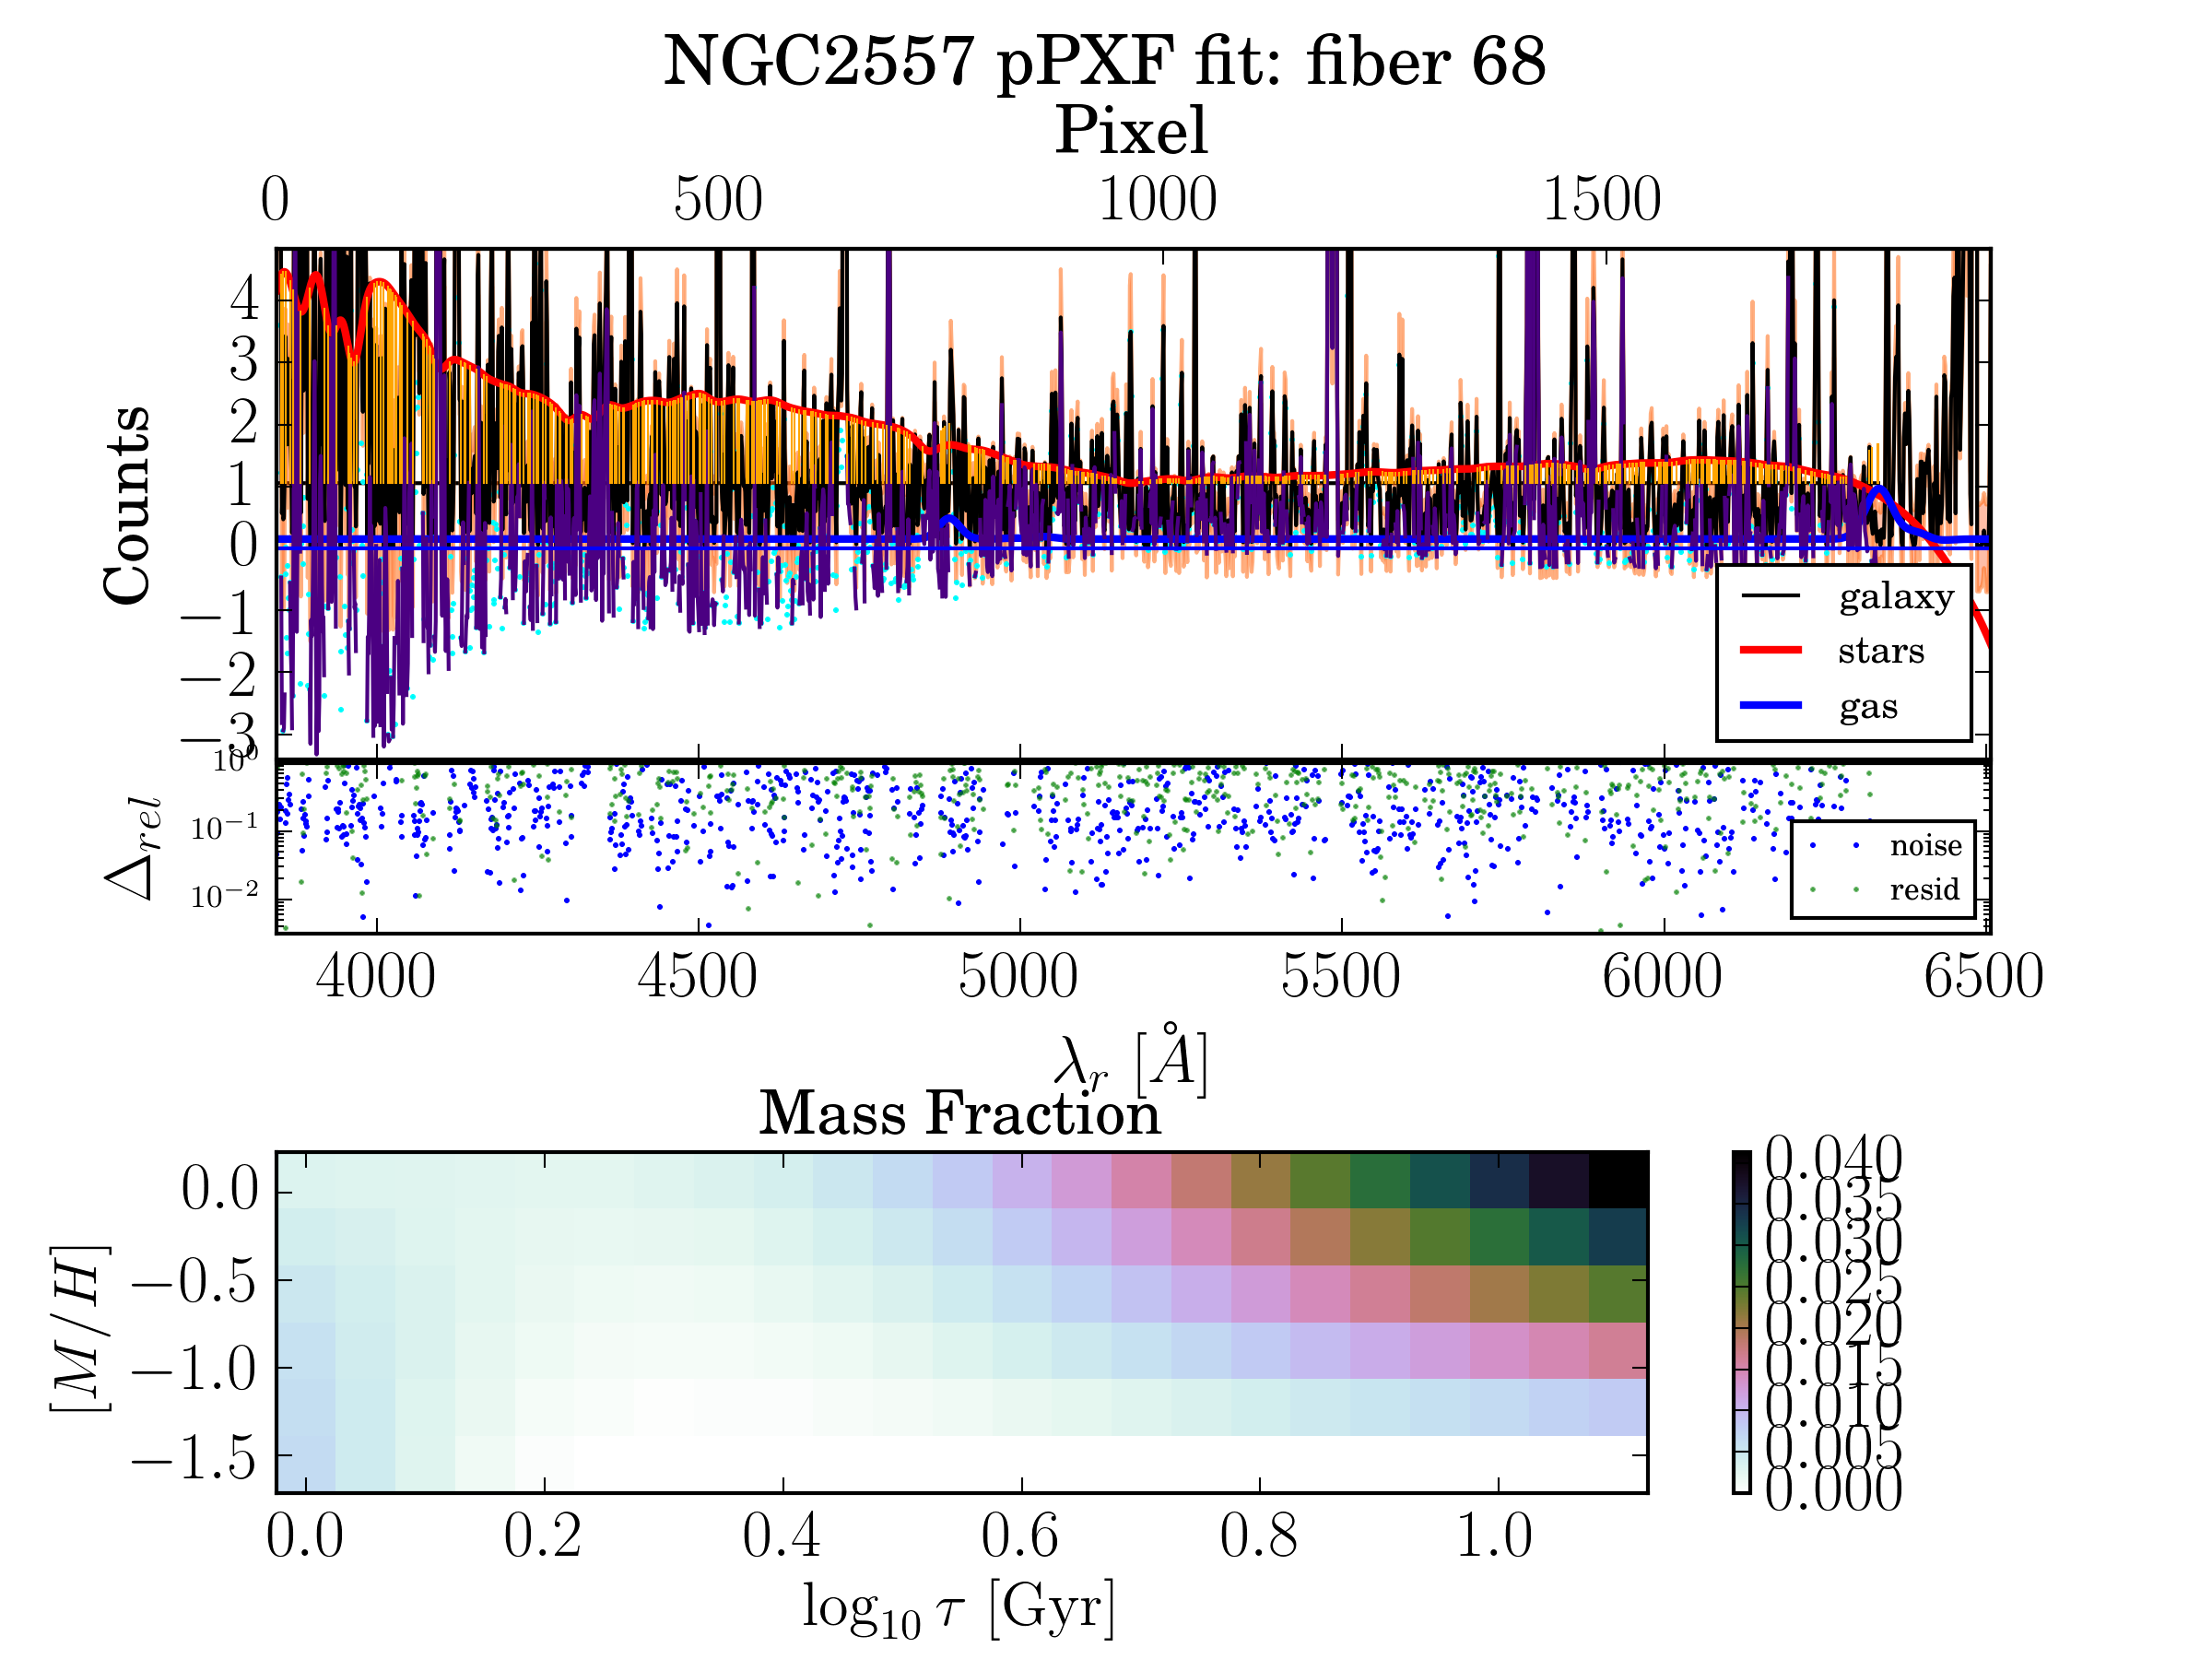 NGC2557 pPXF fit: fiber 68
Pixel
0 500 1000 1500
Counts
4
3
2
1
0
−1
−2
−3
galaxy
stars
gas
Δrel
10⁰
10⁻¹
10⁻²
noise
resid
4000 4500 5000 5500 6000 6500
λr [Å]
Mass Fraction
[M/H]
0.0
−0.5
−1.0
−1.5
0.0 0.2 0.4 0.6 0.8 1.0
log₁₀ τ [Gyr]
0.040
0.035
0.030
0.025
0.020
0.015
0.010
0.005
0.000